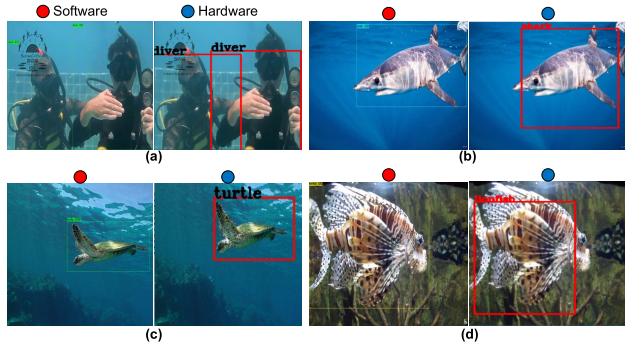 Software
Hardware
diver
diver
(a)
(b)
turtle
lionfish
(c)
(d)